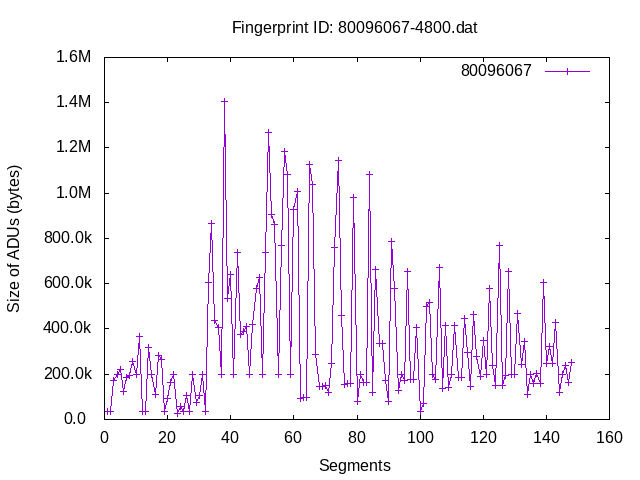 Fingerprint ID: 80096067-4800.dat
80096067
1.6M
1.4M
1.2M
1.0M
800.0k
600.0k
400.0k
200.0k
0.0
Size of ADUs (bytes)
0 20 40 60 80 100 120 140 160
Segments